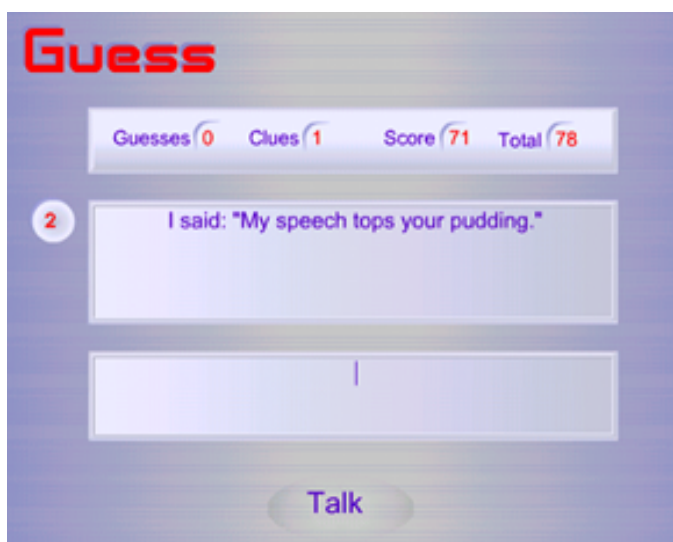 Guess
Guesses 0 Clues 1 Score 71 Total 78
2
I said: "My speech tops your pudding."
Talk